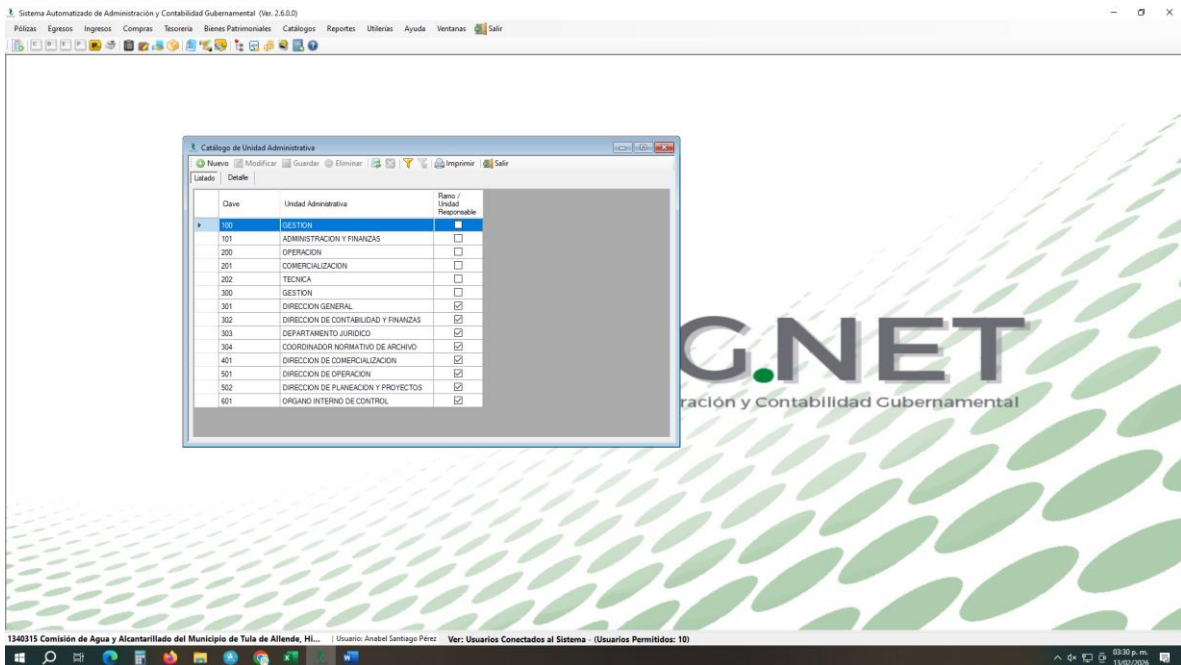 Sistema Automatizado de Administración y Contabilidad Gubernamental (Ver. 2.6.0.0)
Pólizas Egresos Ingresos Compras Tesorería Bienes Patrimoniales Catálogos Reportes Utilerías Ayuda Ventanas Salir
Catálogo de Unidad Administrativa
Nuevo Modificar Guardar Eliminar Imprimir Salir
Listado Detalle
Clave Unidad Administrativa Ramo / Unidad Responsable
100 GESTION
101 ADMINISTRACION Y FINANZAS
200 OPERACION
201 COMERCIALIZACION
202 TECNICA
300 GESTION
301 DIRECCION GENERAL
302 DIRECCION DE CONTABILIDAD Y FINANZAS
303 DEPARTAMENTO JURIDICO
304 COORDINADOR NORMATIVO DE ARCHIVO
401 DIRECCION DE COMERCIALIZACION
501 DIRECCION DE OPERACION
502 DIRECCION DE PLANEACION Y PROYECTOS
601 ORGANO INTERNO DE CONTROL
G.NET
ración y Contabilidad Gubernamental
1340315 Comisión de Agua y Alcantarillado del Municipio de Tula de Allende, Hi... | Usuario: Anabel Santiago Pérez Ver: Usuarios Conectados al Sistema - (Usuarios Permitidos: 10)
03:30 p. m.
13/02/2026